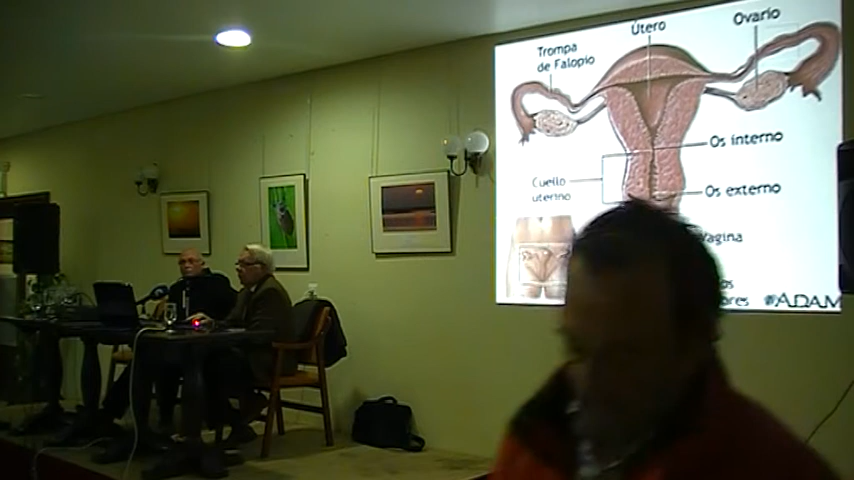 Útero
Ovario
Trompa
de Falopio
Os interno
Cuello
uterino
Os externo
Vagina
ADAM